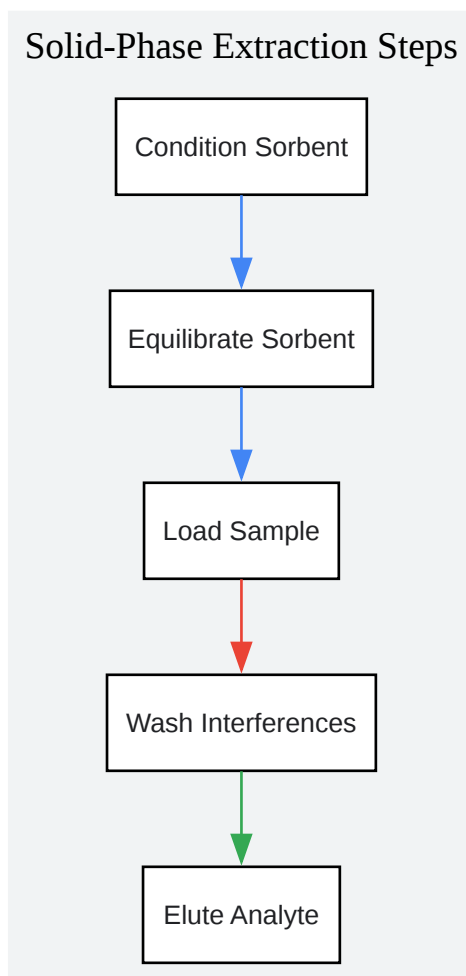 Solid-Phase Extraction Steps
Condition Sorbent
Equilibrate Sorbent
Load Sample
Wash Interferences
Elute Analyte